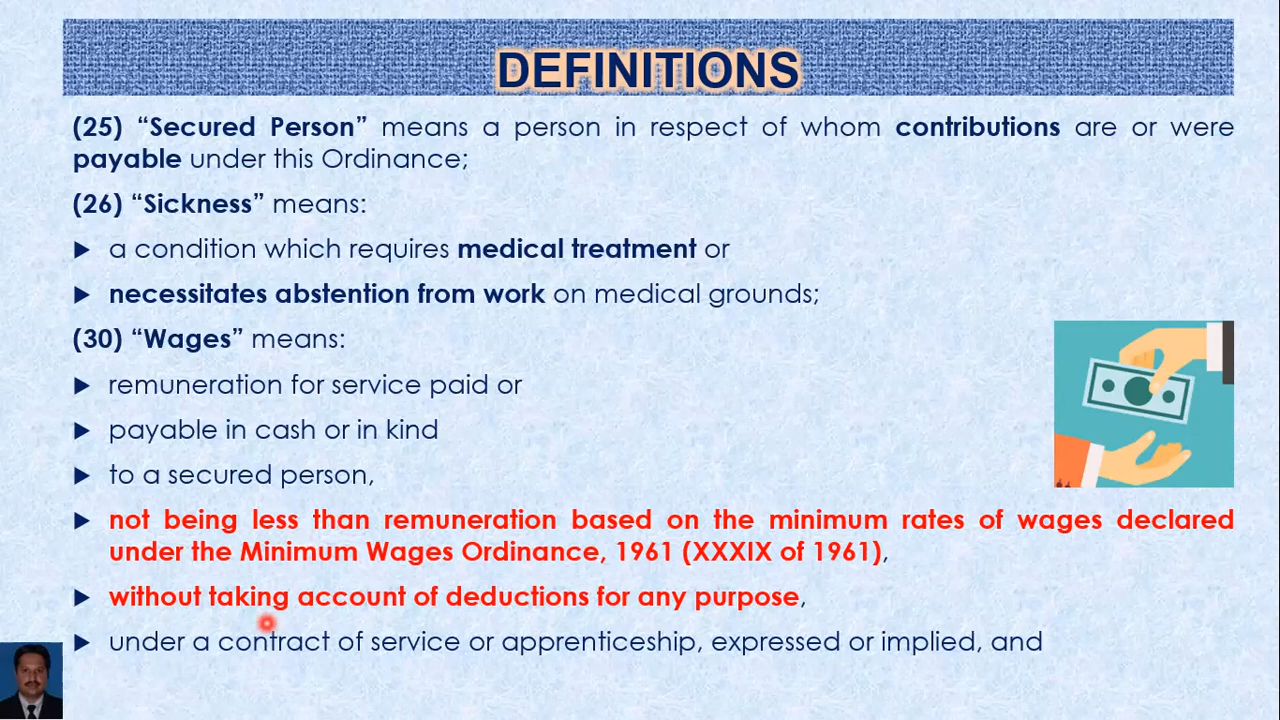 DEFINITIONS
(25) “Secured Person” means a person in respect of whom contributions are or were
payable under this Ordinance;
(26) “Sickness” means:
a condition which requires medical treatment or
necessitates abstention from work on medical grounds;
(30) “Wages” means:
remuneration for service paid or
payable in cash or in kind
to a secured person,
not being less than remuneration based on the minimum rates of wages declared
under the Minimum Wages Ordinance, 1961 (XXXIX of 1961),
without taking account of deductions for any purpose,
under a contract of service or apprenticeship, expressed or implied, and